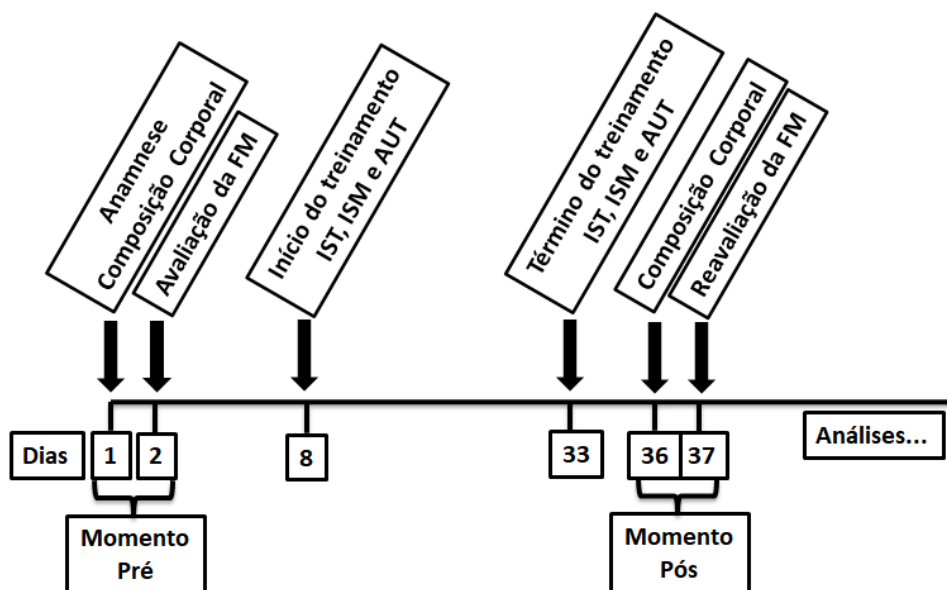 Anamnese
Composição Corporal
Avaliação da FM
Início do treinamento
IST, ISM e AUT
Término do treinamento
IST, ISM e AUT
Composição Corporal
Reavaliação da FM
Dias
1
2
8
33
36
37
Análises...
Momento
Pré
Momento
Pós